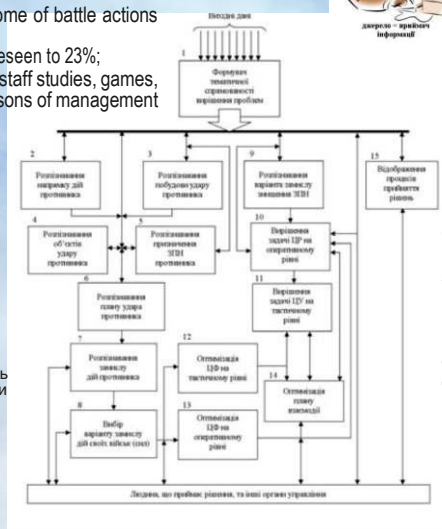 ome of battle actions
eseen to 23%;
staff studies, games,
sons of management
джерело – приймач
інформації
Вихідні дані
1
Формувач
тематичної
спрямованості
вирішення проблем
2
Розпізнавання
напрямку дій
противника
3
Розпізнавання
побудови удару
противника
9
Розпізнавання
варіанта замислу
знищення ЗПН
15
Відображення
процесів
прийняття
рішень
4
Розпізнавання
об'єктів
удару
противника
5
Розпізнавання
призначення
ЗПН
противника
10
Вирішення
задачі ЦР на
оперативному
рівні
6
Розпізнавання
плану удара
противника
11
Вирішення
задачі ЦУ на
тактичному
рівні
7
Розпізнавання
замислу
дій противника
12
Оптимізація
ЦФ на
тактичному рівні
14
Оптимізація
плану
взаємодії
8
Вибір
варіанту замислу
дій своїх військ (сил)
13
Оптимізація
ЦФ на
оперативному
рівні
ь
и
Людина, що приймає рішення, та інші органи управління